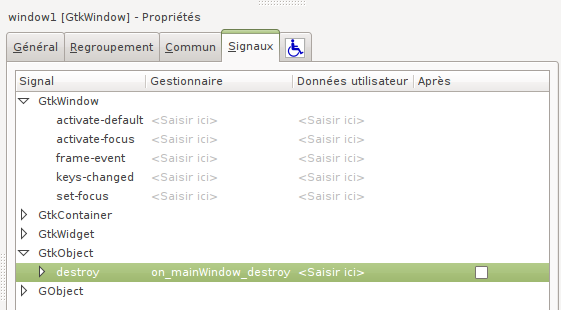 window1 [GtkWindow] - Propriétés
Général Regroupement Commun Signaux
Signal Gestionnaire Données utilisateur Après
GtkWindow
activate-default <Saisir ici> <Saisir ici>
activate-focus <Saisir ici> <Saisir ici>
frame-event <Saisir ici> <Saisir ici>
keys-changed <Saisir ici> <Saisir ici>
set-focus <Saisir ici> <Saisir ici>
GtkContainer
GtkWidget
GtkObject
destroy on_mainWindow_destroy <Saisir ici>
GObject